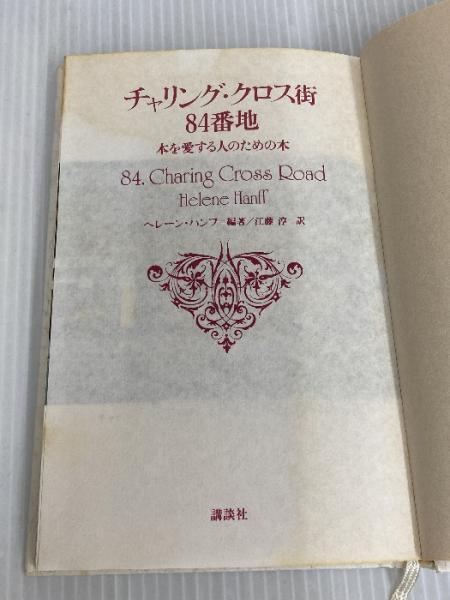 チャリング・クロス街
84番地
本を愛する人のための本
84. Charing Cross Road
Helene Hanff
ヘレーン・ハンフ 編著/江藤 淳 訳
講談社